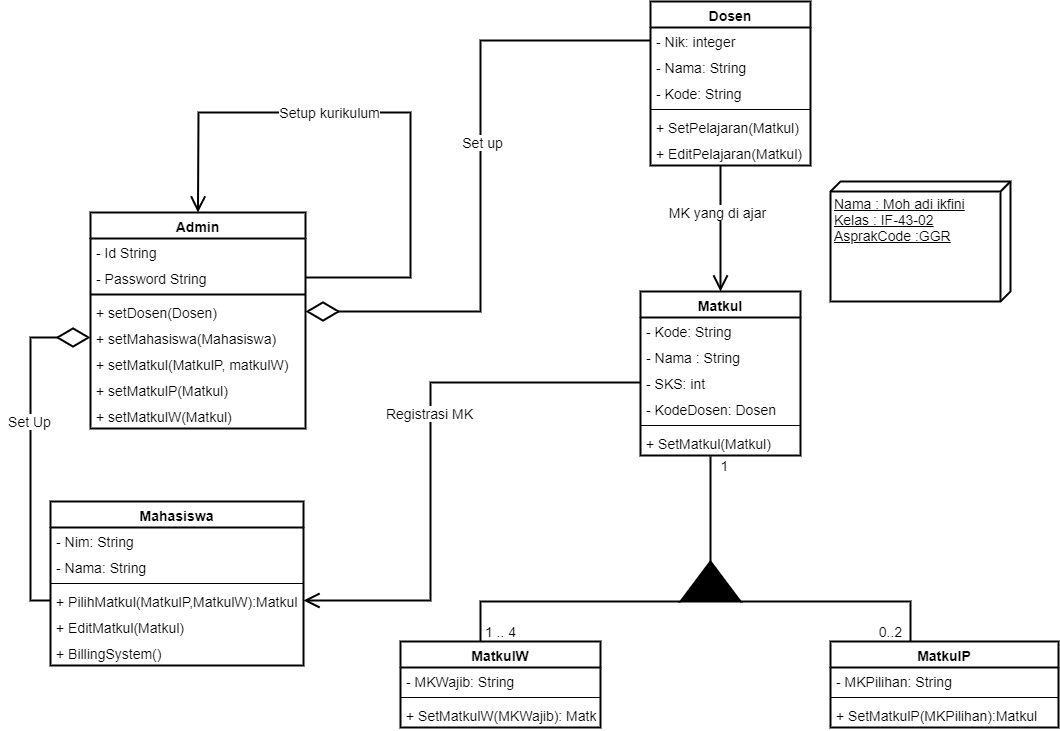 Dosen
- Nik: integer
- Nama: String
- Kode: String
+ SetPelajaran(Matkul)
+ EditPelajaran(Matkul)
Setup kurikulum
Set up
MK yang di ajar
Nama : Moh adi ikfini
Kelas : IF-43-02
AsprakCode :GGR
Admin
- Id String
- Password String
+ setDosen(Dosen)
+ setMahasiswa(Mahasiswa)
+ setMatkul(MatkulP, matkulW)
+ setMatkulP(Matkul)
+ setMatkulW(Matkul)
Matkul
- Kode: String
- Nama : String
- SKS: int
- KodeDosen: Dosen
+ SetMatkul(Matkul)
Registrasi MK
Set Up
1
Mahasiswa
- Nim: String
- Nama: String
+ PilihMatkul(MatkulP,MatkulW):Matkul
+ EditMatkul(Matkul)
+ BillingSystem()
1 .. 4
0..2
MatkulW
- MKWajib: String
+ SetMatkulW(MKWajib): Matk
MatkulP
- MKPilihan: String
+ SetMatkulP(MKPilihan):Matkul